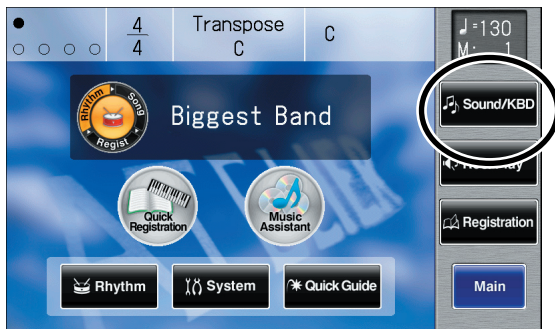 4
4
Transpose
C
C
♩=130
M: 1
Rhythm
Song
Regist
Biggest Band
Sound/KBD
Quick
Registration
Music
Assistant
Registration
Rhythm
System
Quick Guide
Main